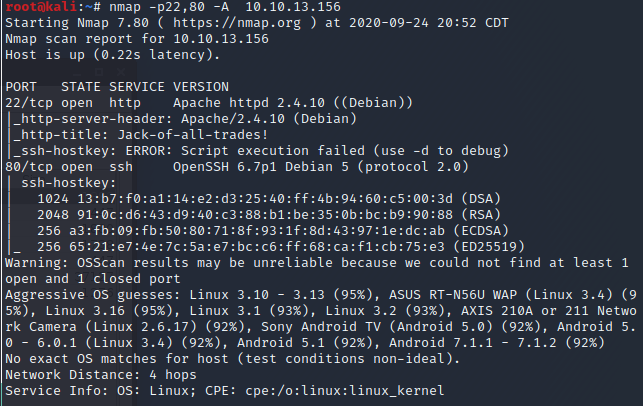 root@kali:~# nmap -p22,80 -A  10.10.13.156
Starting Nmap 7.80 ( https://nmap.org ) at 2020-09-24 20:52 CDT
Nmap scan report for 10.10.13.156
Host is up (0.22s latency).

PORT   STATE SERVICE VERSION
22/tcp open  http    Apache httpd 2.4.10 ((Debian))
|_http-server-header: Apache/2.4.10 (Debian)
|_http-title: Jack-of-all-trades!
|_ssh-hostkey: ERROR: Script execution failed (use -d to debug)
80/tcp open  ssh     OpenSSH 6.7p1 Debian 5 (protocol 2.0)
| ssh-hostkey:
|   1024 13:b7:f0:a1:14:e2:d3:25:40:ff:4b:94:60:c5:00:3d (DSA)
|   2048 91:0c:d6:43:d9:40:c3:88:b1:be:35:0b:bc:b9:90:88 (RSA)
|   256 a3:fb:09:fb:50:80:71:8f:93:1f:8d:43:97:1e:dc:ab (ECDSA)
|_  256 65:21:e7:4e:7c:5a:e7:bc:c6:ff:68:ca:f1:cb:75:e3 (ED25519)
Warning: OSScan results may be unreliable because we could not find at least 1
open and 1 closed port
Aggressive OS guesses: Linux 3.10 - 3.13 (95%), ASUS RT-N56U WAP (Linux 3.4) (9
5%), Linux 3.16 (95%), Linux 3.1 (93%), Linux 3.2 (93%), AXIS 210A or 211 Netwo
rk Camera (Linux 2.6.17) (92%), Sony Android TV (Android 5.0) (92%), Android 5.
0 - 6.0.1 (Linux 3.4) (92%), Android 5.1 (92%), Android 7.1.1 - 7.1.2 (92%)
No exact OS matches for host (test conditions non-ideal).
Network Distance: 4 hops
Service Info: OS: Linux; CPE: cpe:/o:linux:linux_kernel